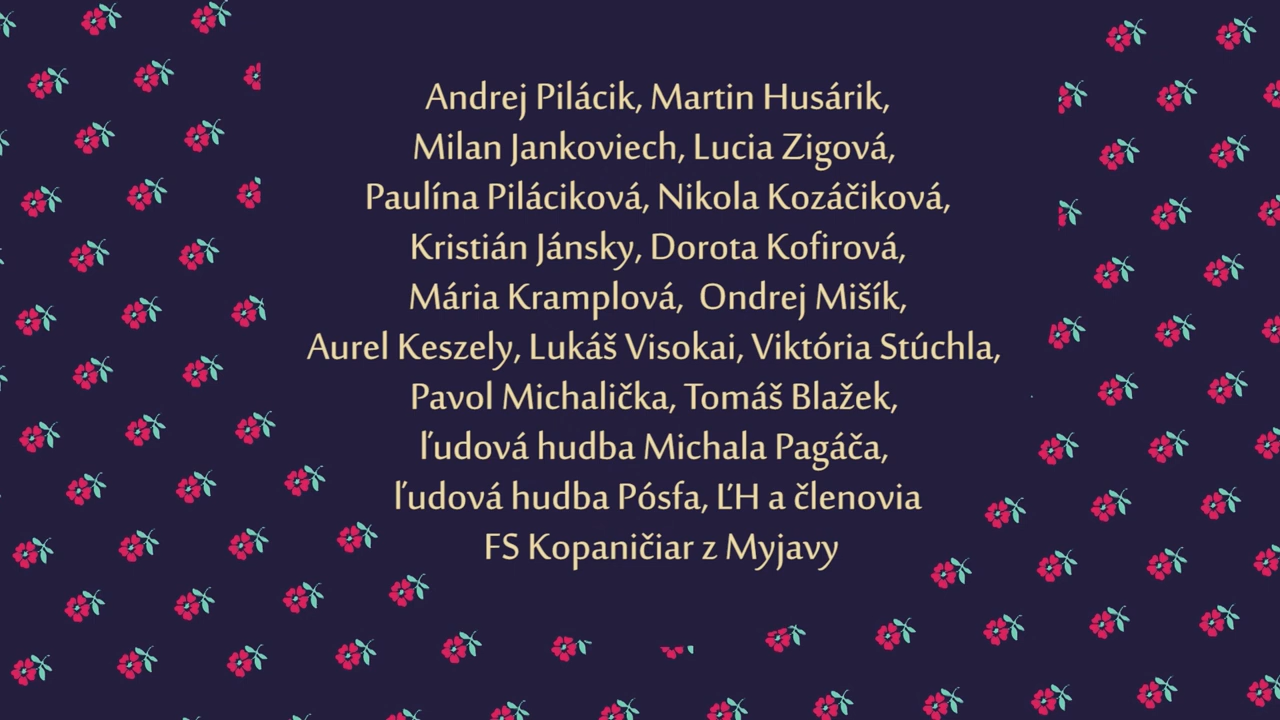 Andrej Pilácik, Martin Husárik,
Milan Jankoviech, Lucia Zigová,
Paulína Piláciková, Nikola Kozáčiková,
Kristián Jánsky, Dorota Kofirová,
Mária Kramplová, Ondrej Mišík,
Aurel Keszely, Lukáš Visokai, Viktória Stúchla,
Pavol Michalička, Tomáš Blažek,
ľudová hudba Michala Pagáča,
ľudová hudba Pósfa, ĽH a členovia
FS Kopaničiar z Myjavy